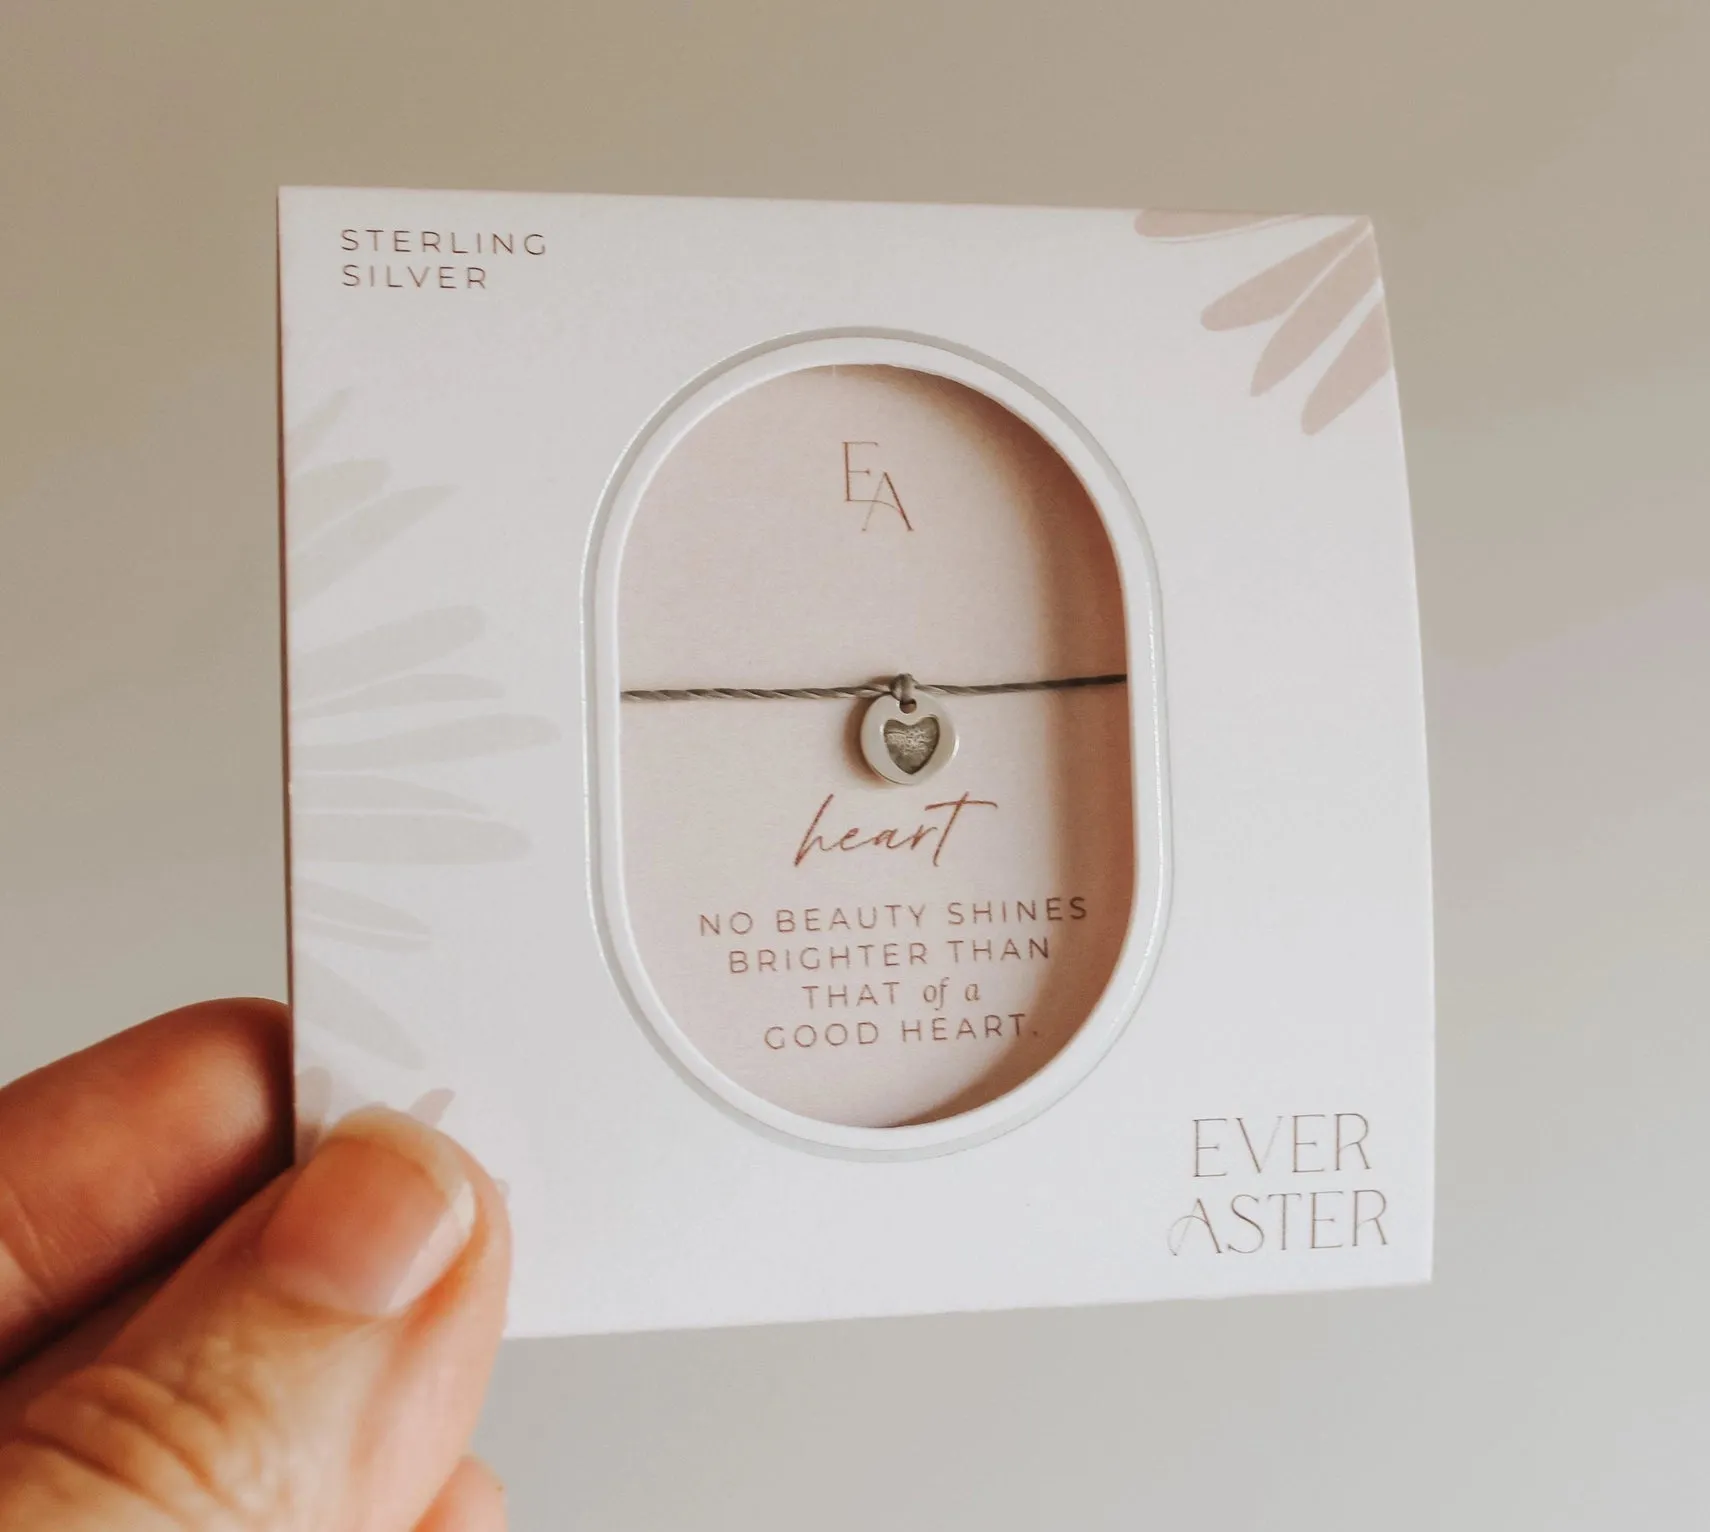 STERLING
SILVER
EA
heart
NO BEAUTY SHINES
BRIGHTER THAN
THAT of a
GOOD HEART.
EVER
ASTER